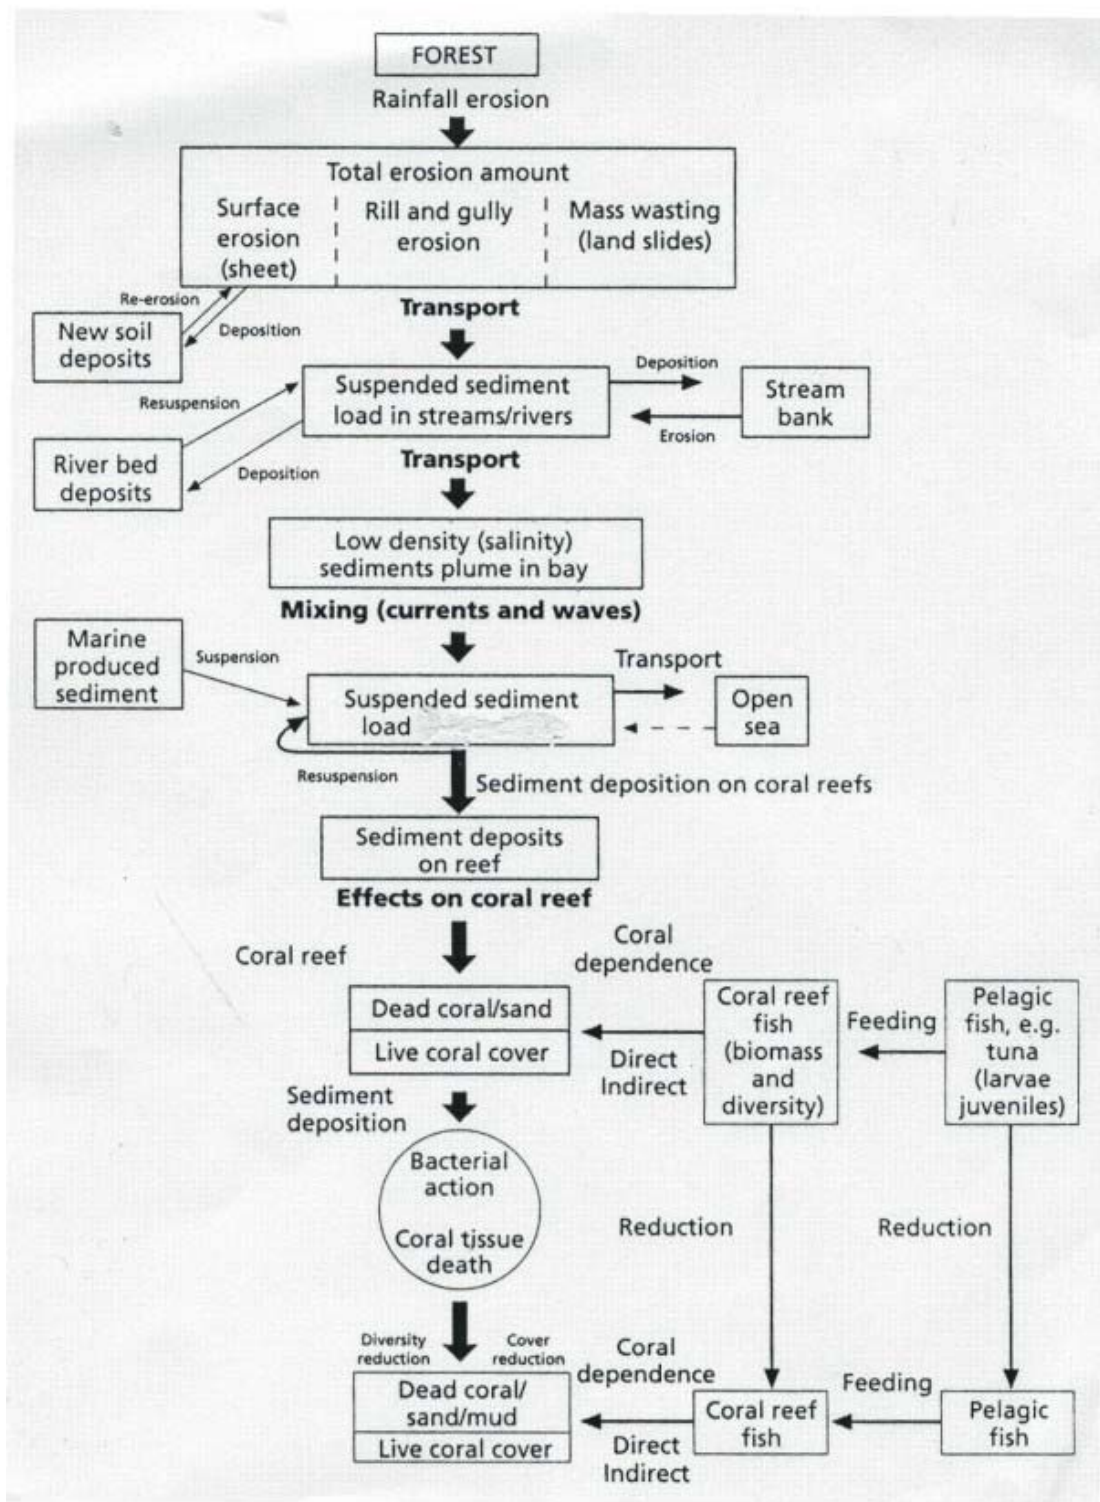 FOREST
Rainfall erosion
Total erosion amount
Surface
erosion
(sheet)
Rill and gully
erosion
Mass wasting
(land slides)
Re-erosion
Deposition
New soil
deposits
Transport
Suspended sediment
load in streams/rivers
Deposition
Erosion
Stream
bank
Resuspension
Deposition
River bed
deposits
Transport
Low density (salinity)
sediments plume in bay
Mixing (currents and waves)
Marine
produced
sediment
Suspension
Suspended sediment
load
Transport
Open
sea
Resuspension
Sediment deposition on coral reefs
Sediment deposits
on reef
Effects on coral reef
Coral reef
Coral
dependence
Dead coral/sand
Live coral cover
Direct
Indirect
Coral reef
fish
(biomass
and
diversity)
Feeding
Pelagic
fish, e.g.
tuna
(larvae
juveniles)
Sediment
deposition
Bacterial
action
Coral tissue
death
Reduction
Reduction
Diversity
reduction
Cover
reduction
Dead coral/
sand/mud
Live coral cover
Coral
dependence
Direct
Indirect
Coral reef
fish
Feeding
Pelagic
fish